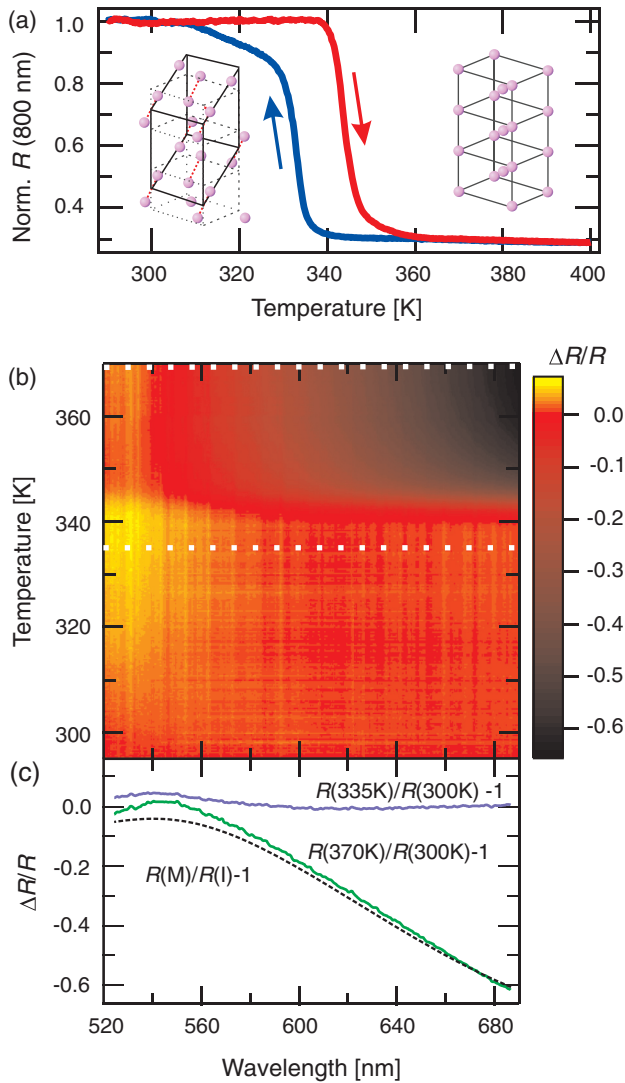 (a)
Norm. R (800 nm)
1.0
0.8
0.6
0.4
300 320 340 360 380 400
Temperature [K]
(b)
Temperature [K]
360
340
320
300
ΔR/R
0.0
-0.1
-0.2
-0.3
-0.4
-0.5
-0.6
(c)
ΔR/R
0.0
-0.2
-0.4
-0.6
R(335K)/R(300K) -1
R(370K)/R(300K)-1
R(M)/R(I)-1
520 560 600 640 680
Wavelength [nm]